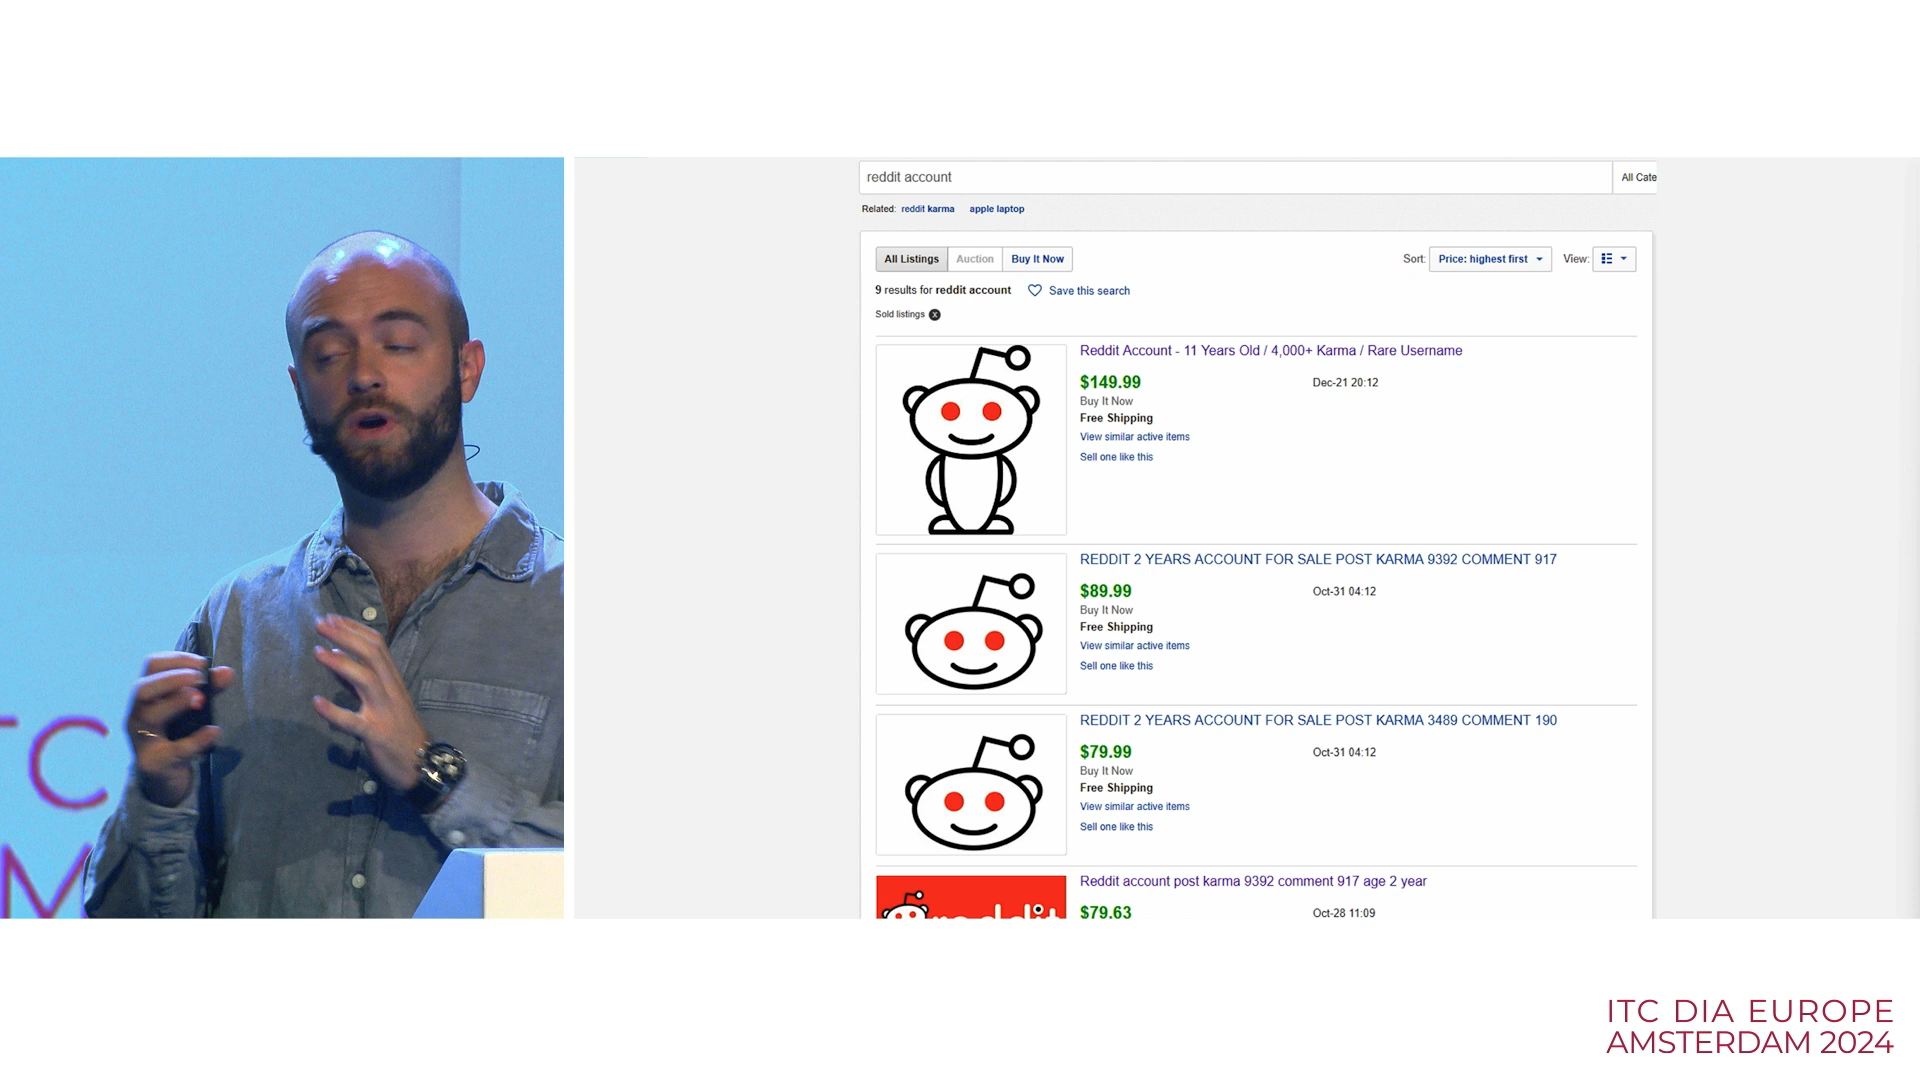 reddit account
All Cate
Related: reddit karma apple laptop
All Listings Auction Buy It Now
Sort: Price: highest first View:
9 results for reddit account Save this search
Sold listings x
Reddit Account - 11 Years Old / 4,000+ Karma / Rare Username
$149.99 Dec-21 20:12
Buy It Now
Free Shipping
View similar active items
Sell one like this
REDDIT 2 YEARS ACCOUNT FOR SALE POST KARMA 9392 COMMENT 917
$89.99 Oct-31 04:12
Buy It Now
Free Shipping
View similar active items
Sell one like this
REDDIT 2 YEARS ACCOUNT FOR SALE POST KARMA 3489 COMMENT 190
$79.99 Oct-31 04:12
Buy It Now
Free Shipping
View similar active items
Sell one like this
Reddit account post karma 9392 comment 917 age 2 year
$79.63 Oct-28 11:09
reddit
TC
M
ITC DIA EUROPE
AMSTERDAM 2024